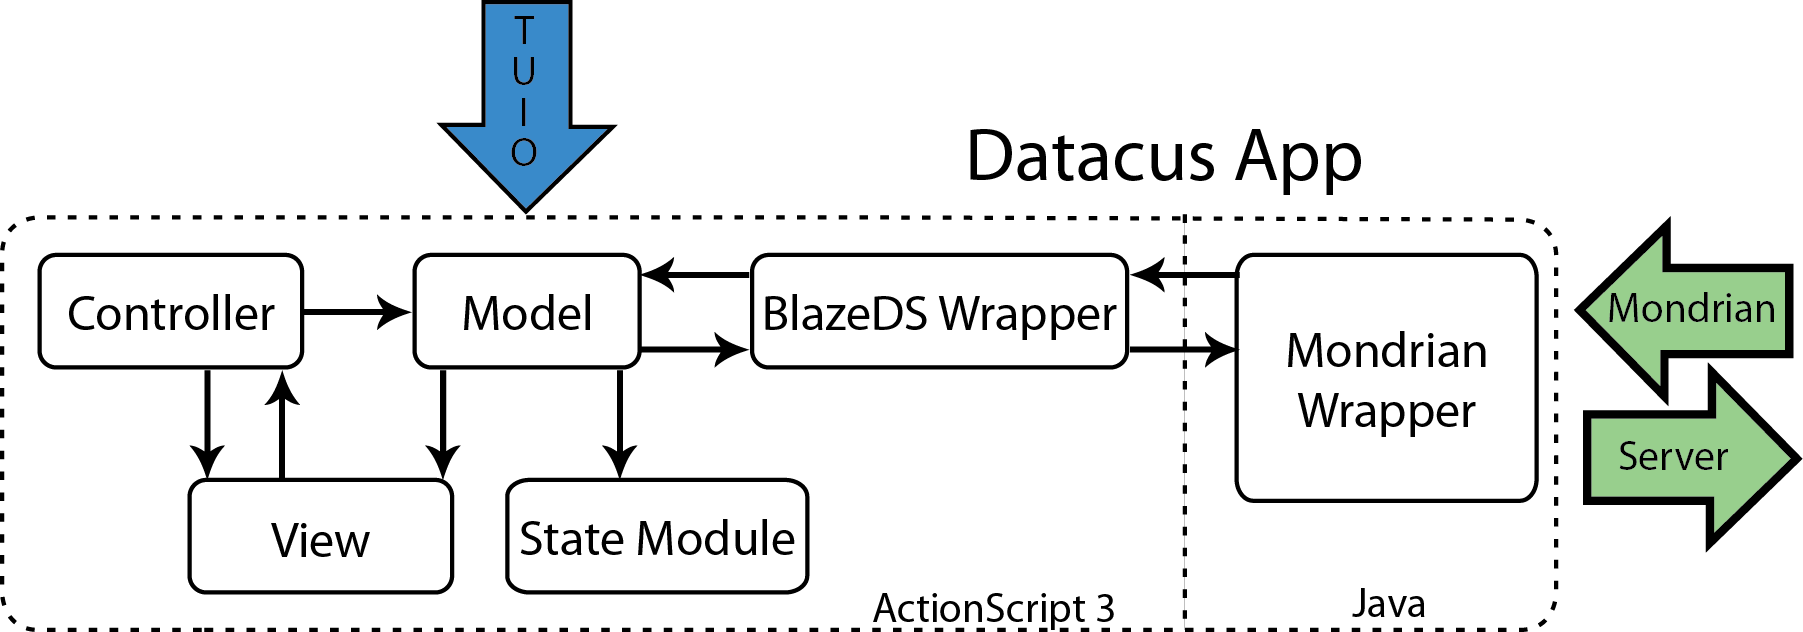 T
U
I
O
Datacus App
Controller
Model
BlazeDS Wrapper
Mondrian
Wrapper
Mondrian
Server
View
State Module
ActionScript 3
Java